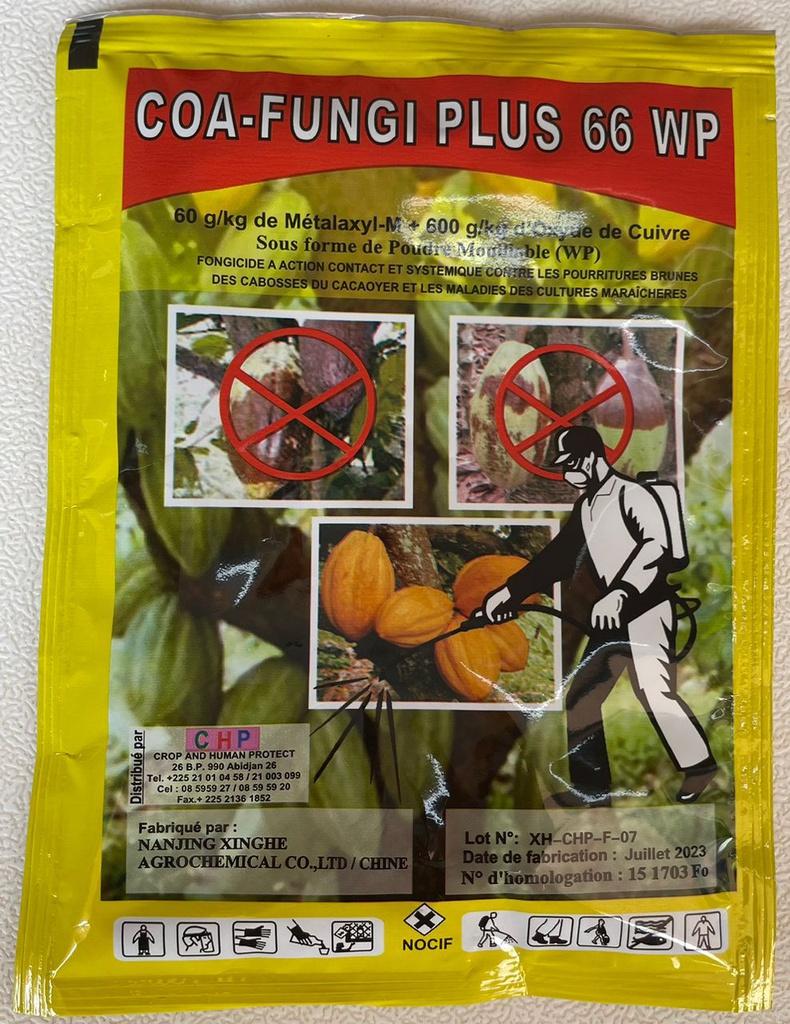 COA-FUNGI PLUS 66 WP
60 g/kg de Métalaxyl-M + 600 g/kg d'Oxyde de Cuivre
Sous forme de Poudre Mouillable (WP)
FONGICIDE A ACTION CONTACT ET SYSTEMIQUE CONTRE LES POURRITURES BRUNES
DES CABOSSES DU CACAOYER ET LES MALADIES DES CULTURES MARAÎCHERES
Distribué par
CHP
CROP AND HUMAN PROTECT
26 B.P. 990 Abidjan 26
Tel. +225 21 01 04 58 / 21 003 099
Cel : 08 5959 27 / 08 59 59 20
Fax.+ 225 2136 1852
Fabriqué par :
NANJING XINGHE
AGROCHEMICAL CO.,LTD / CHINE
Lot N°: XH-CHP-F-07
Date de fabrication : Juillet 2023
N° d'homologation : 15 1703 Fo
NOCIF